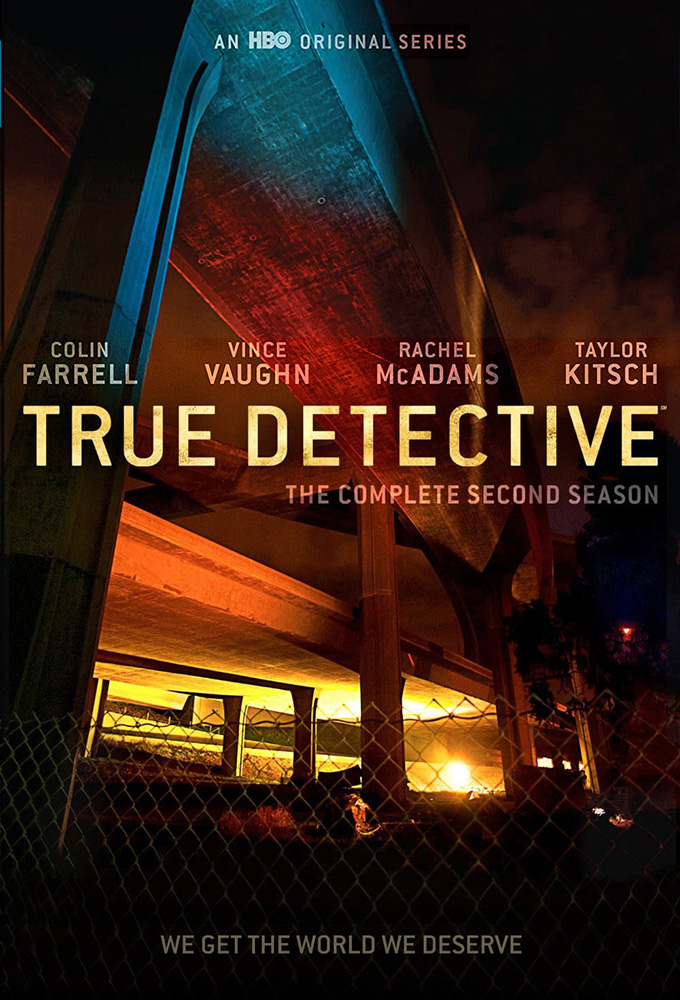 AN HBO ORIGINAL SERIES
COLIN FARRELL
VINCE VAUGHN
RACHEL McADAMS
TAYLOR KITSCH
TRUE DETECTIVE℠
THE COMPLETE SECOND SEASON
WE GET THE WORLD WE DESERVE